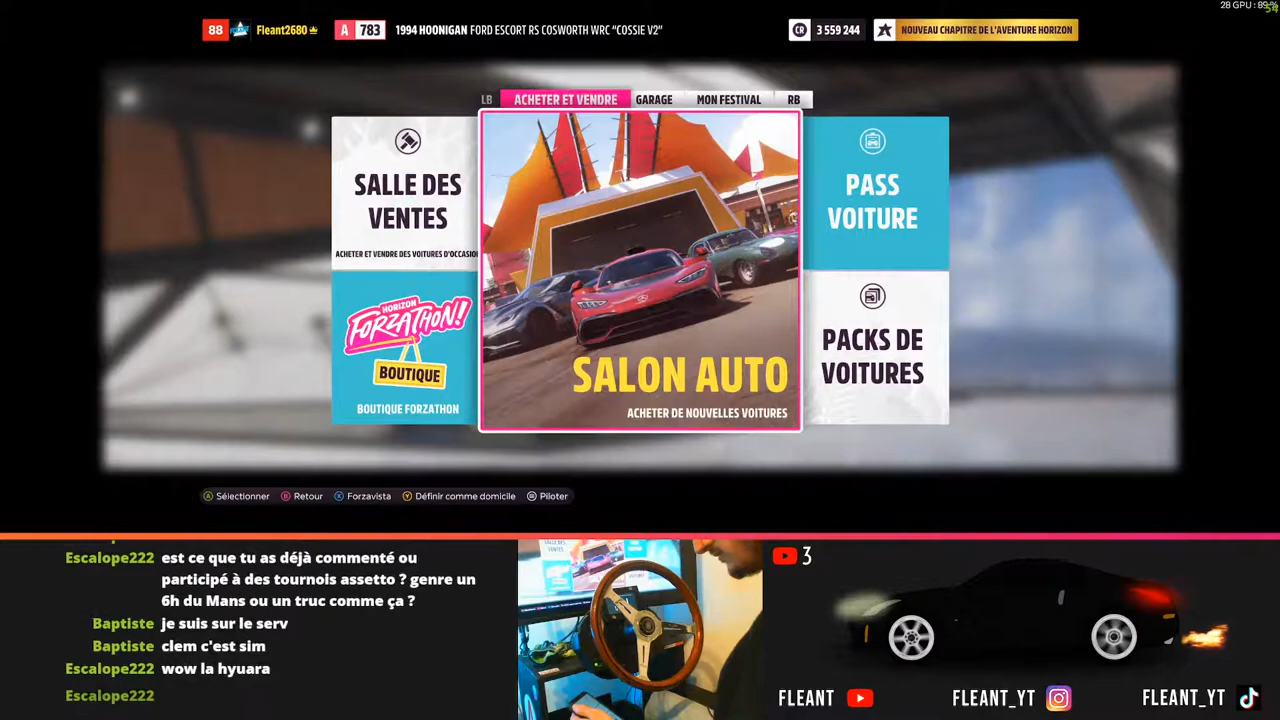 28 GPU : 89 %
54
88 Fleant2680 A 783 1994 HOONIGAN FORD ESCORT RS COSWORTH WRC "COSSIE V2" CR 3 559 244 NOUVEAU CHAPITRE DE L'AVENTURE HORIZON
LB ACHETER ET VENDRE GARAGE MON FESTIVAL RB
SALLE DES
VENTES
ACHETER ET VENDRE DES VOITURES D'OCCASION
HORIZON
FORZATHON!
BOUTIQUE
BOUTIQUE FORZATHON
SALON AUTO
ACHETER DE NOUVELLES VOITURES
PASS
VOITURE
PACKS DE
VOITURES
A Sélectionner B Retour X Forzavista Y Définir comme domicile Piloter
Escalope222 est ce que tu as déjà commenté ou
participé à des tournois assetto ? genre un
6h du Mans ou un truc comme ça ?
Baptiste je suis sur le serv
Baptiste clem c'est sim
Escalope222 wow la hyuara
Escalope222
3
FLEANT FLEANT_YT FLEANT_YT